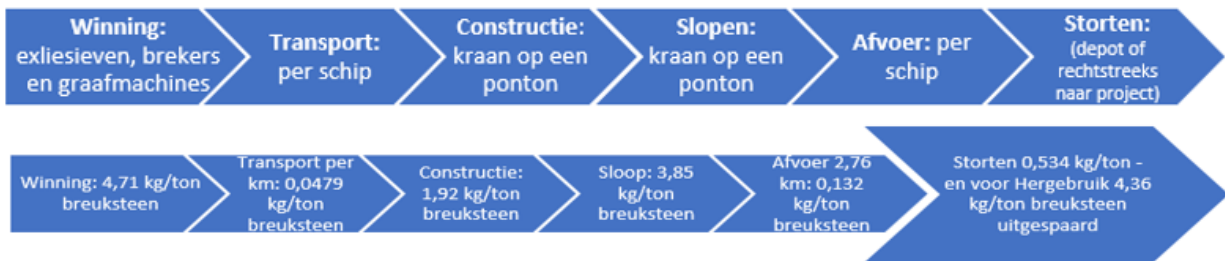 Winning:
exliesieven, brekers
en graafmachines
Transport:
per schip
Constructie:
kraan op een
ponton
Slopen:
kraan op een
ponton
Afvoer: per
schip
Storten:
(depot of
rechtstreeks
naar project)
Winning: 4,71 kg/ton
breuksteen
Transport per
km: 0,0479
kg/ton
breuksteen
Constructie:
1,92 kg/ton
breuksteen
Sloop: 3,85
kg/ton
breuksteen
Afvoer 2,76
km: 0,132
kg/ton
breuksteen
Storten 0,534 kg/ton -
en voor Hergebruik 4,36
kg/ton breuksteen
uitgespaard